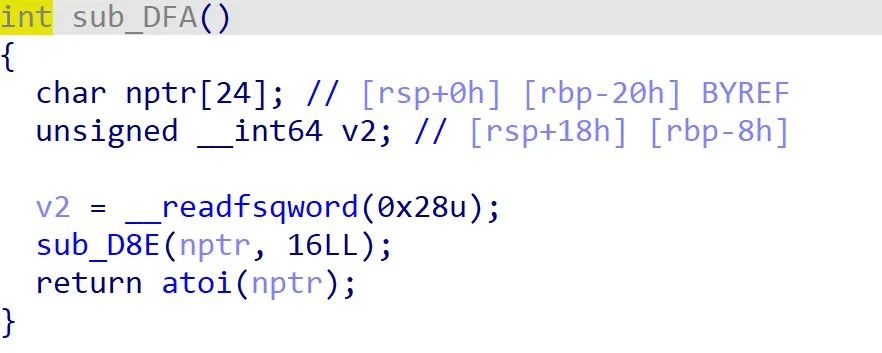 int sub_DFA()
{
  char nptr[24]; // [rsp+0h] [rbp-20h] BYREF
  unsigned __int64 v2; // [rsp+18h] [rbp-8h]

  v2 = __readfsqword(0x28u);
  sub_D8E(nptr, 16LL);
  return atoi(nptr);
}